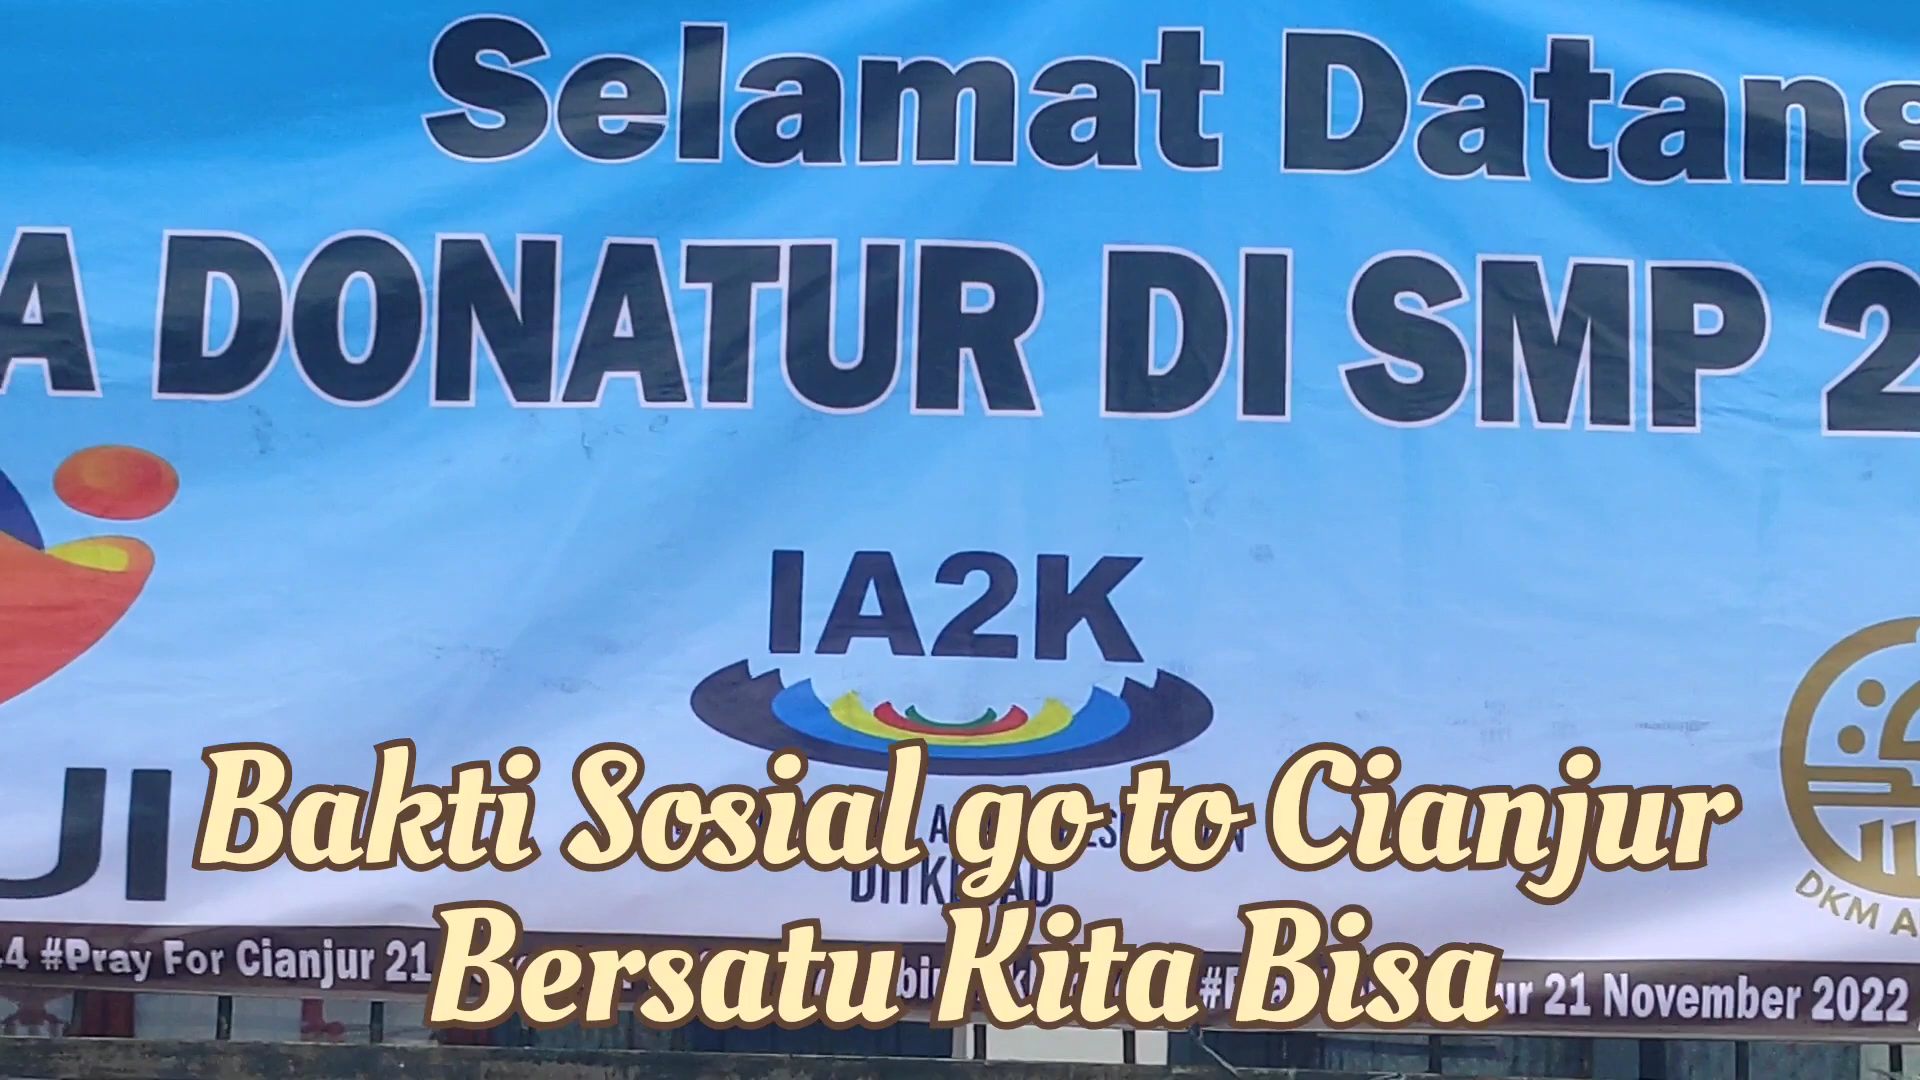 Selamat Datang
A DONATUR DI SMP 2
IA2K
JI
Bakti Sosial go to Cianjur
DKM A
Bersatu Kita Bisa
#Pray For Cianjur 21
ur 21 November 2022